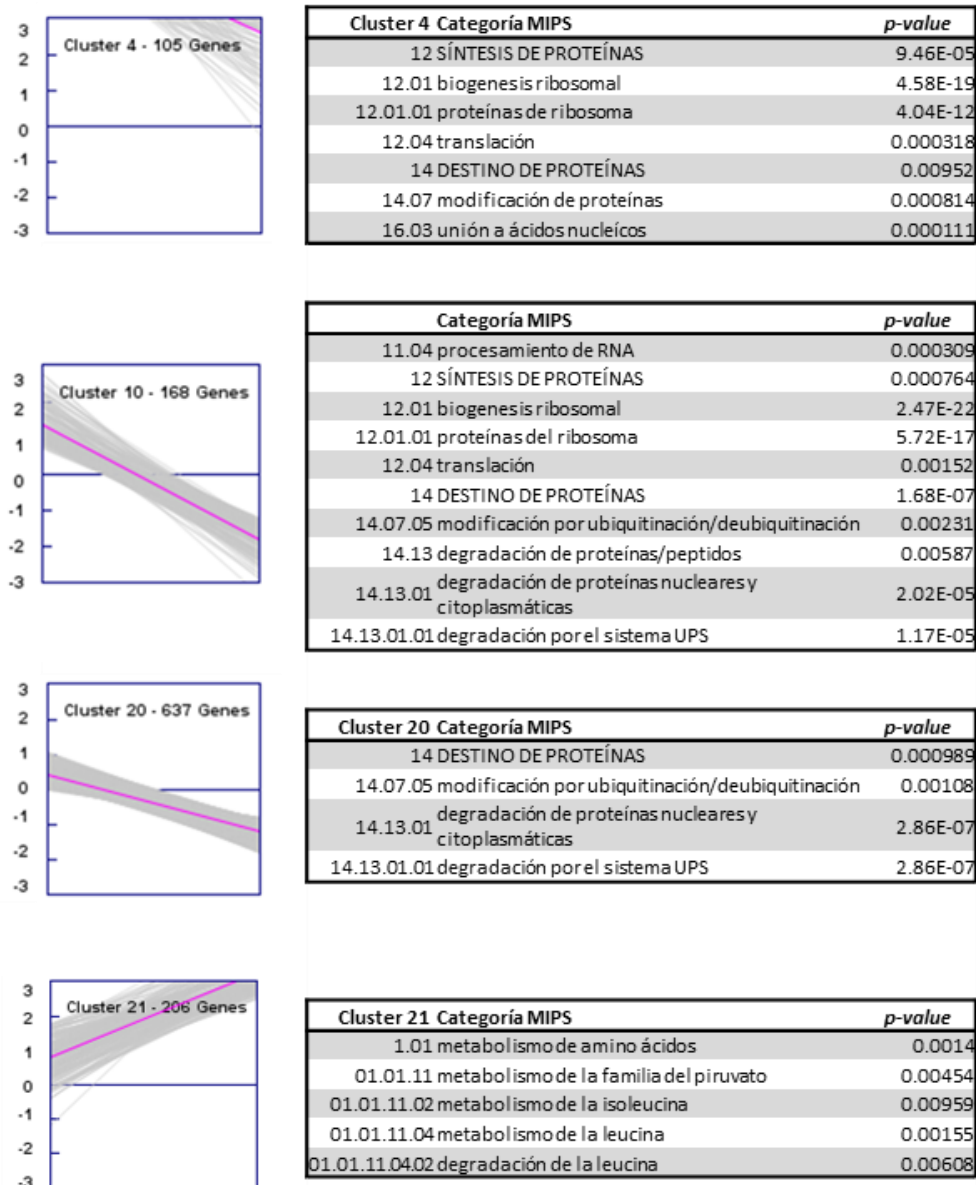 3
2
1
0
-1
-2
-3
Cluster 4 - 105 Genes
Cluster 4 Categoría MIPS p-value
12 SÍNTESIS DE PROTEÍNAS 9.46E-05
12.01 biogenesis ribosomal 4.58E-19
12.01.01 proteínas de ribosoma 4.04E-12
12.04 translación 0.000318
14 DESTINO DE PROTEÍNAS 0.00952
14.07 modificación de proteínas 0.000814
16.03 unión a ácidos nucleícos 0.000111
3
2
1
0
-1
-2
-3
Cluster 10 - 168 Genes
Categoría MIPS p-value
11.04 procesamiento de RNA 0.000309
12 SÍNTESIS DE PROTEÍNAS 0.000764
12.01 biogenesis ribosomal 2.47E-22
12.01.01 proteínas del ribosoma 5.72E-17
12.04 translación 0.00152
14 DESTINO DE PROTEÍNAS 1.68E-07
14.07.05 modificación por ubiquitinación/deubiquitinación 0.00231
14.13 degradación de proteínas/peptidos 0.00587
14.13.01 degradación de proteínas nucleares y
citoplasmáticas 2.02E-05
14.13.01.01 degradación por el sistema UPS 1.17E-05
3
2
1
0
-1
-2
-3
Cluster 20 - 637 Genes
Cluster 20 Categoría MIPS p-value
14 DESTINO DE PROTEÍNAS 0.000989
14.07.05 modificación por ubiquitinación/deubiquitinación 0.00108
14.13.01 degradación de proteínas nucleares y
citoplasmáticas 2.86E-07
14.13.01.01 degradación por el sistema UPS 2.86E-07
3
2
1
0
-1
-2
-3
Cluster 21 - 206 Genes
Cluster 21 Categoría MIPS p-value
1.01 metabolismo de amino ácidos 0.0014
01.01.11 metabolismo de la familia del piruvato 0.00454
01.01.11.02 metabolismo de la isoleucina 0.00959
01.01.11.04 metabolismo de la leucina 0.00155
01.01.11.04.02 degradación de la leucina 0.00608